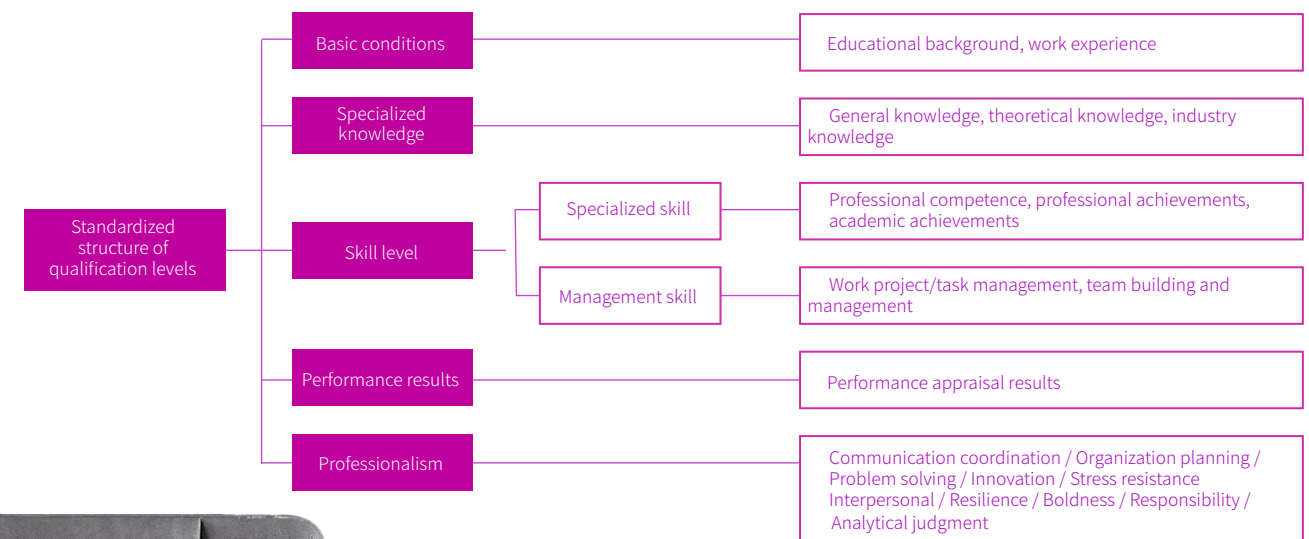 Basic conditions
Educational background, work experience
Specialized
knowledge
General knowledge, theoretical knowledge, industry
knowledge
Standardized
structure of
qualification levels
Skill level
Specialized skill
Professional competence, professional achievements,
academic achievements
Management skill
Work project/task management, team building and
management
Performance results
Performance appraisal results
Professionalism
Communication coordination / Organization planning /
Problem solving / Innovation / Stress resistance
Interpersonal / Resilience / Boldness / Responsibility /
Analytical judgment